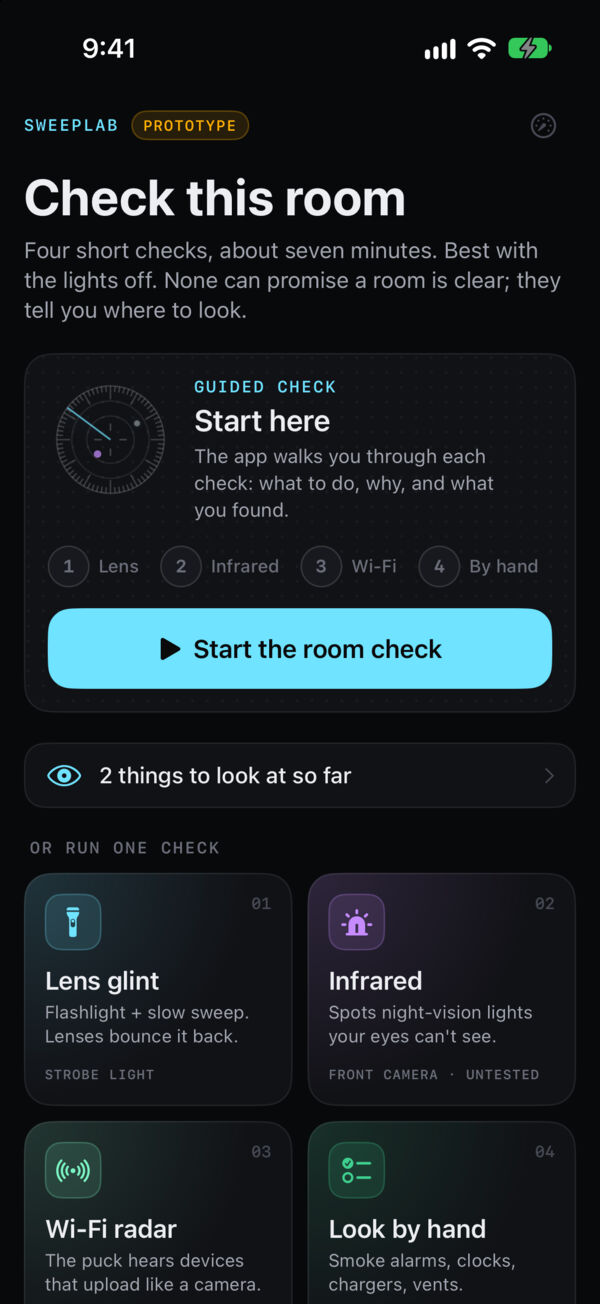 9:41
SWEEPLAB PROTOTYPE
Check this room
Four short checks, about seven minutes. Best with
the lights off. None can promise a room is clear; they
tell you where to look.
GUIDED CHECK
Start here
The app walks you through each
check: what to do, why, and what
you found.
1 Lens 2 Infrared 3 Wi-Fi 4 By hand
Start the room check
2 things to look at so far
OR RUN ONE CHECK
01
Lens glint
Flashlight + slow sweep.
Lenses bounce it back.
STROBE LIGHT
02
Infrared
Spots night-vision lights
your eyes can't see.
FRONT CAMERA · UNTESTED
03
Wi-Fi radar
The puck hears devices
that upload like a camera.
04
Look by hand
Smoke alarms, clocks,
chargers, vents.